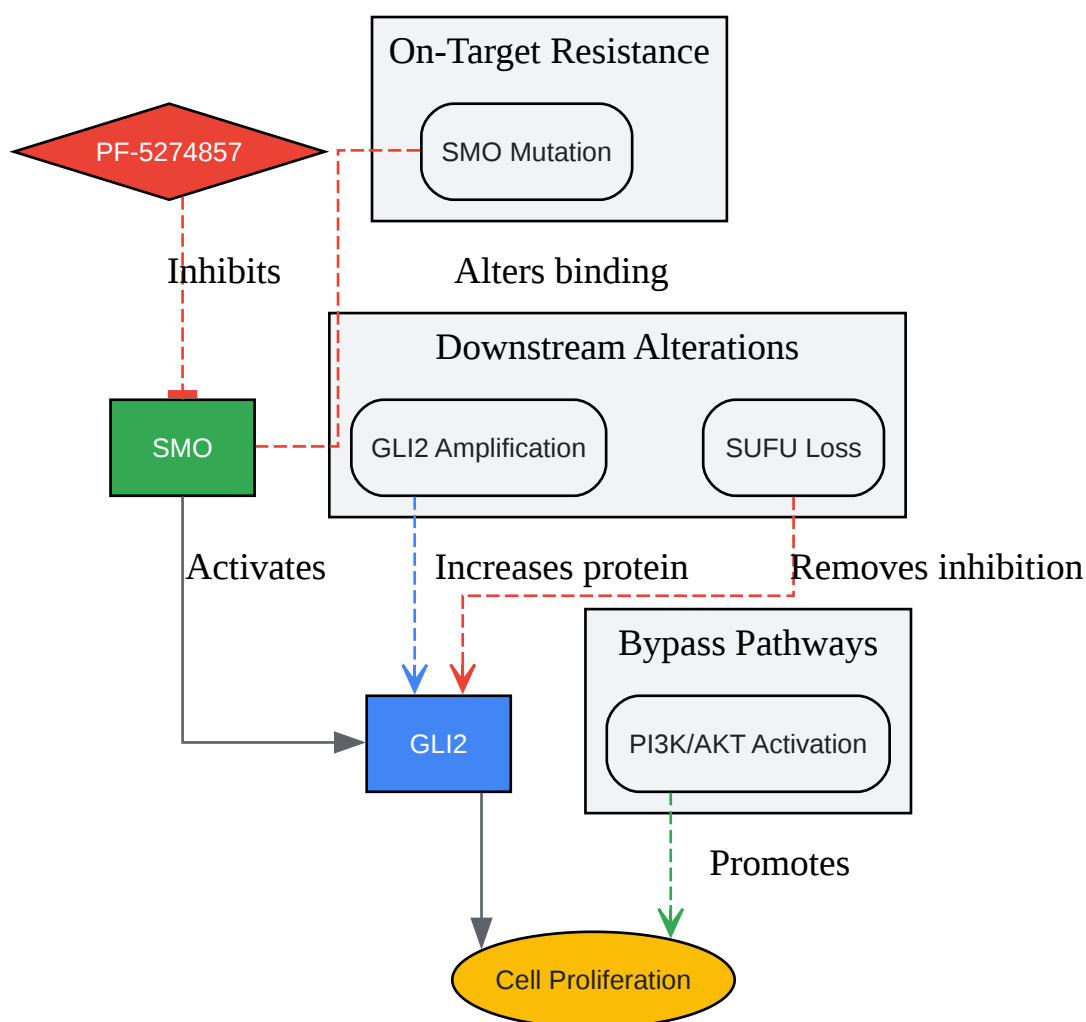 On-Target Resistance
PF-5274857
SMO Mutation
Inhibits
Alters binding
Downstream Alterations
SMO
GLI2 Amplification
SUFU Loss
Activates
Increases protein
Removes inhibition
Bypass Pathways
GLI2
PI3K/AKT Activation
Promotes
Cell Proliferation